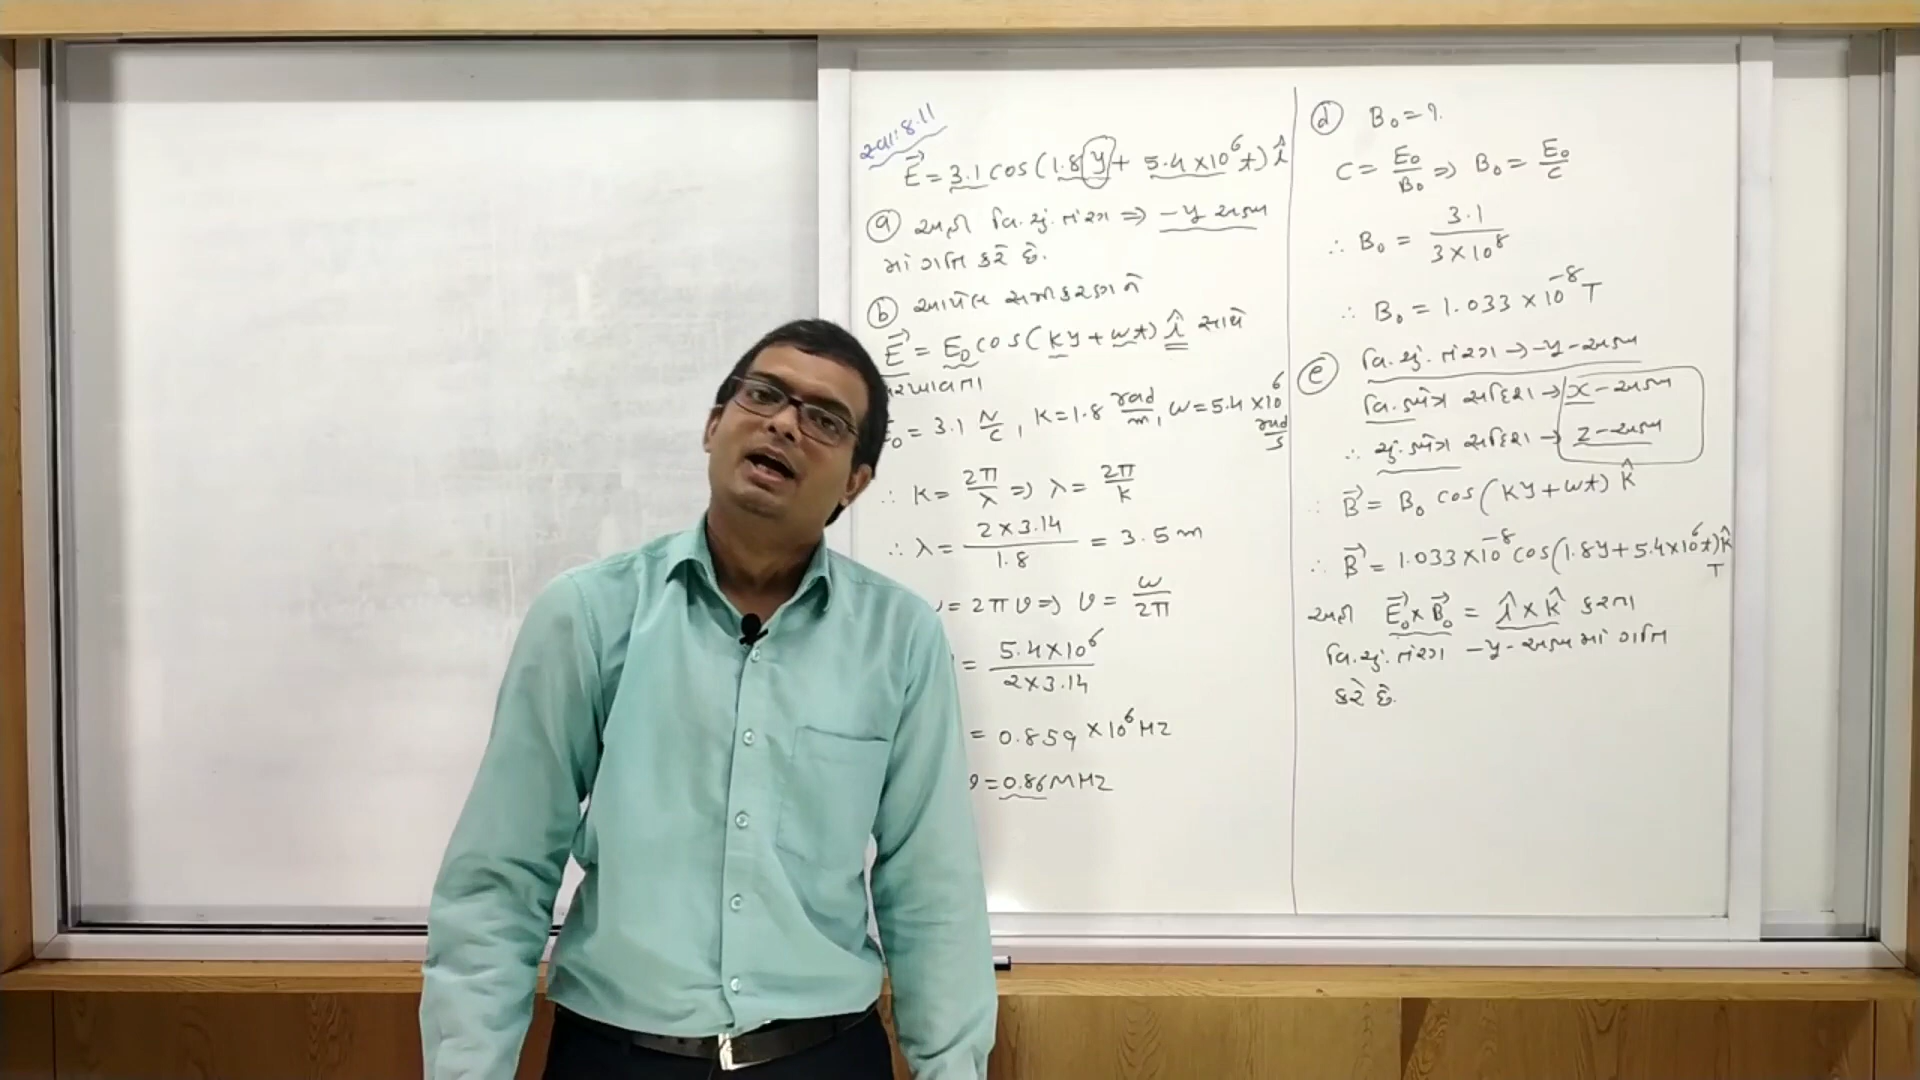 સ્વા: 8.11
E⃗ = 3.1 cos (1.8 y + 5.4 × 10⁶ t) î
ⓐ અહીં વિ.ચું. તરંગ ⇒ -y અક્ષ
માં ગતિ કરે છે.
ⓑ આપેલ સમીકરણને
E⃗ = E₀ cos (ky + ωt) î સાથે
સરખાવતા
E₀ = 3.1 N/C, K = 1.8 rad/m, ω = 5.4 × 10⁶ rad/s
∴ K = 2π/λ ⇒ λ = 2π/k
∴ λ = 2 × 3.14 / 1.8 = 3.5 m
= 2πυ ⇒ υ = ω/2π
= 5.4 × 10⁶ / 2 × 3.14
= 0.859 × 10⁶ Hz
υ = 0.86 MHz
ⓓ B₀ = ?
C = E₀/B₀ ⇒ B₀ = E₀/c
∴ B₀ = 3.1 / 3 × 10⁸
∴ B₀ = 1.033 × 10⁻⁸ T
ⓔ વિ.ચું. તરંગ → -y-અક્ષ
વિ.ક્ષેત્ર સદિશ → x-અક્ષ
∴ ચું.ક્ષેત્ર સદિશ → z-અક્ષ
∴ B⃗ = B₀ cos (ky + ωt) k̂
∴ B⃗ = 1.033 × 10⁻⁸ cos (1.8y + 5.4 × 10⁶ t) k̂ T
અહીં E⃗₀ × B⃗₀ = î × k̂ કરતા
વિ.ચું. તરંગ -y-અક્ષમાં ગતિ
કરે છે.